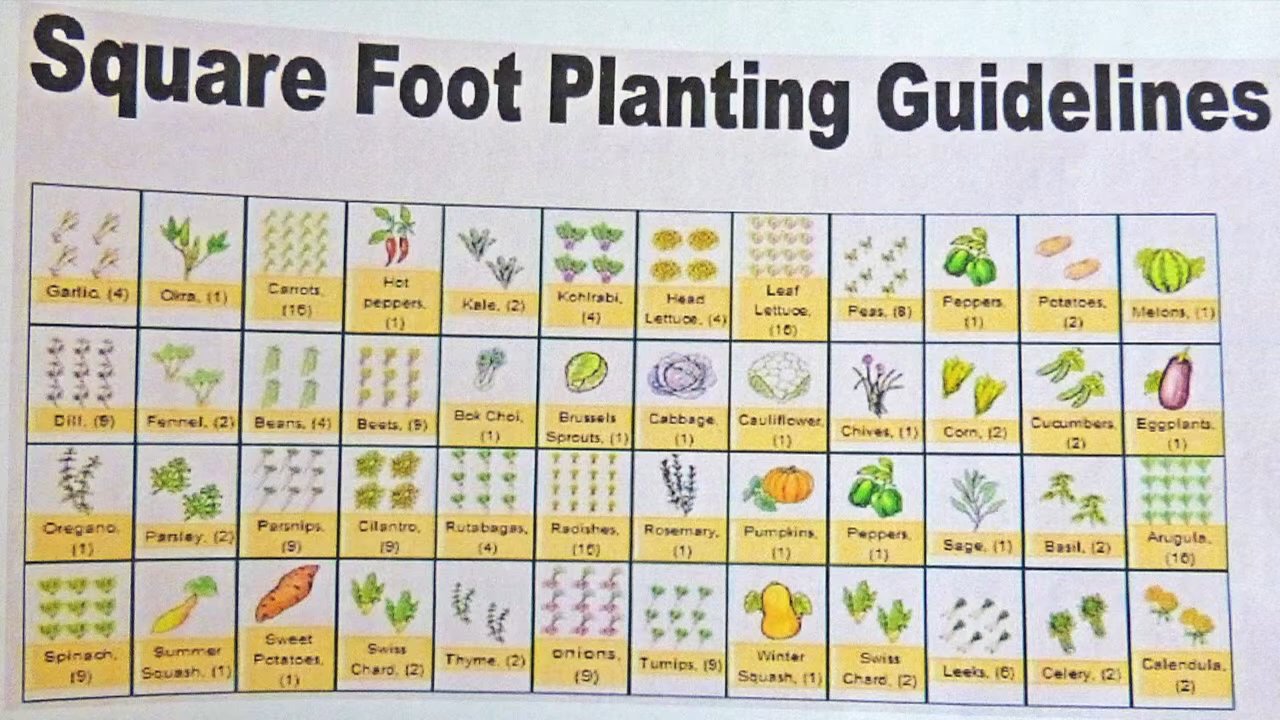 Square Foot Planting Guidelines
Garlic (4)
Okra, (1)
Carrots,
(16)
Hot
peppers,
(1)
Kale, (2)
Kohlrabi,
(4)
Head
Lettuce, (4)
Leaf
Lettuce,
(16)
Peas, (8)
Peppers,
(1)
Potatoes,
(2)
Melons, (1)
Dill, (9)
Fennel, (2)
Beans, (4)
Beets, (9)
Bok Choi,
(1)
Brussels
Sprouts, (1)
Cabbage,
(1)
Cauliflower,
(1)
Chives, (1)
Corn, (2)
Cucumbers,
(2)
Eggplants,
(1)
Oregano,
(1)
Parsley, (2)
Parsnips,
(9)
Cilantro,
(9)
Rutabagas,
(4)
Radishes,
(16)
Rosemary,
(1)
Pumpkins,
(1)
Peppers,
(1)
Sage, (1)
Basil, (2)
Arugula,
(16)
Spinach,
(9)
Summer
Squash, (1)
Sweet
Potatoes,
(1)
Swiss
Chard, (2)
Thyme, (2)
onions,
(9)
Turnips, (9)
Winter
Squash, (1)
Swiss
Chard, (2)
Leeks, (6)
Celery, (2)
Calendula,
(2)